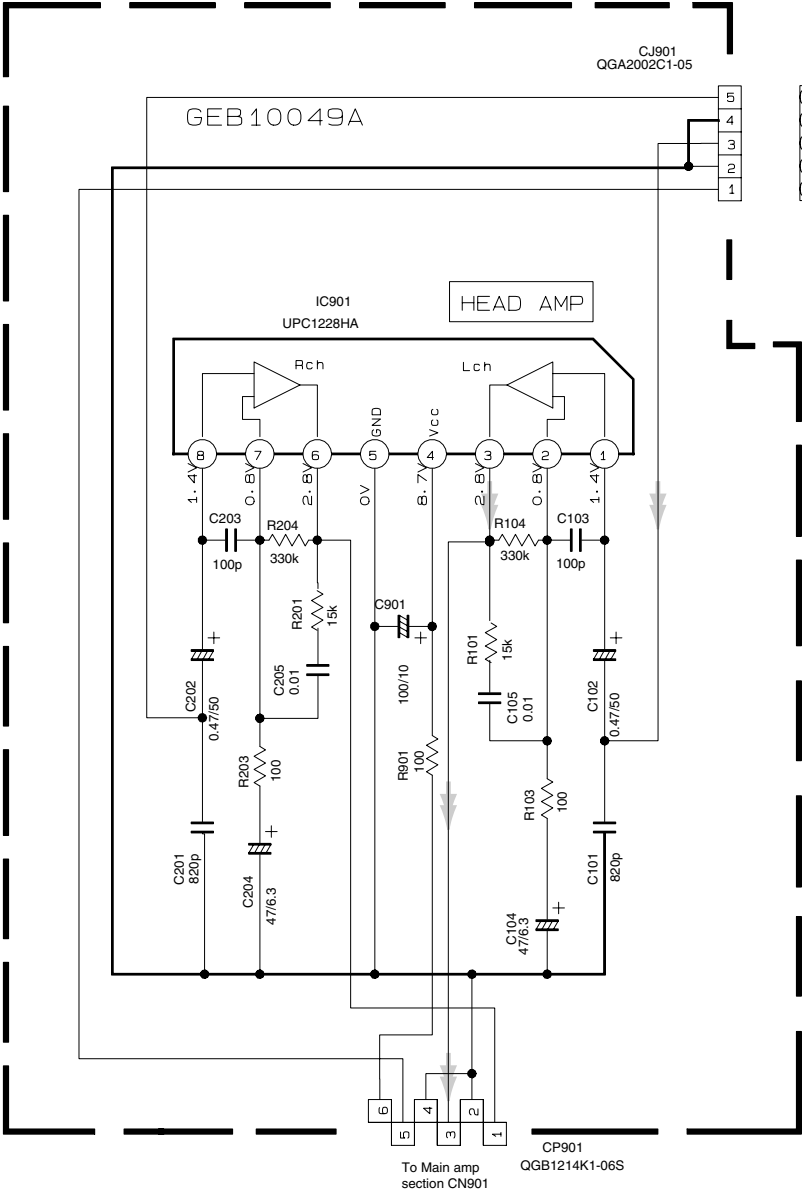 CJ901
QGA2002C1-05
GEB10049A
5
4
3
2
1
IC901
UPC1228HA
HEAD AMP
Rch
Lch
GND
Vcc
8
7
6
5
4
3
2
1
1.4V
0.8V
2.8V
0V
8.7V
2.8V
0.8V
1.4V
C203
100p
R204
330k
R104
330k
C103
100p
R201
15k
C901
100/10
R101
15k
C202
0.47/50
C205
0.01
C105
0.01
C102
0.47/50
R203
100
R901
100
R103
100
C201
820p
C204
47/6.3
C104
47/6.3
C101
820p
6
5
4
3
2
1
To Main amp
section CN901
CP901
QGB1214K1-06S